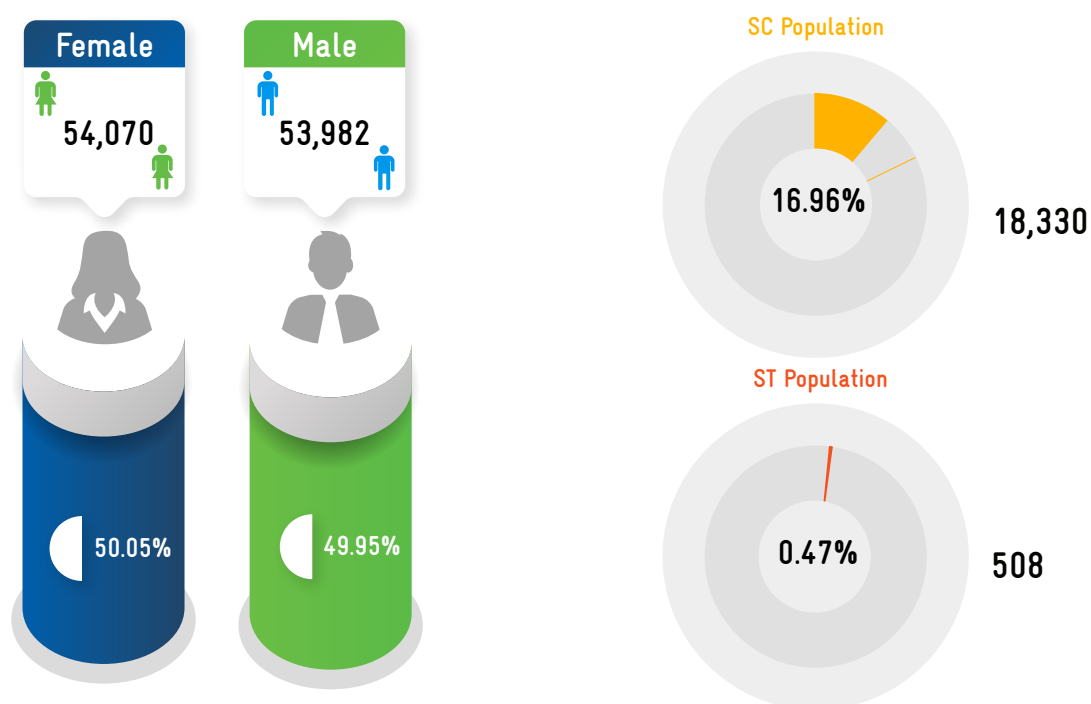 Female
54,070
50.05%
Male
53,982
49.95%
SC Population
16.96%
18,330
ST Population
0.47%
508